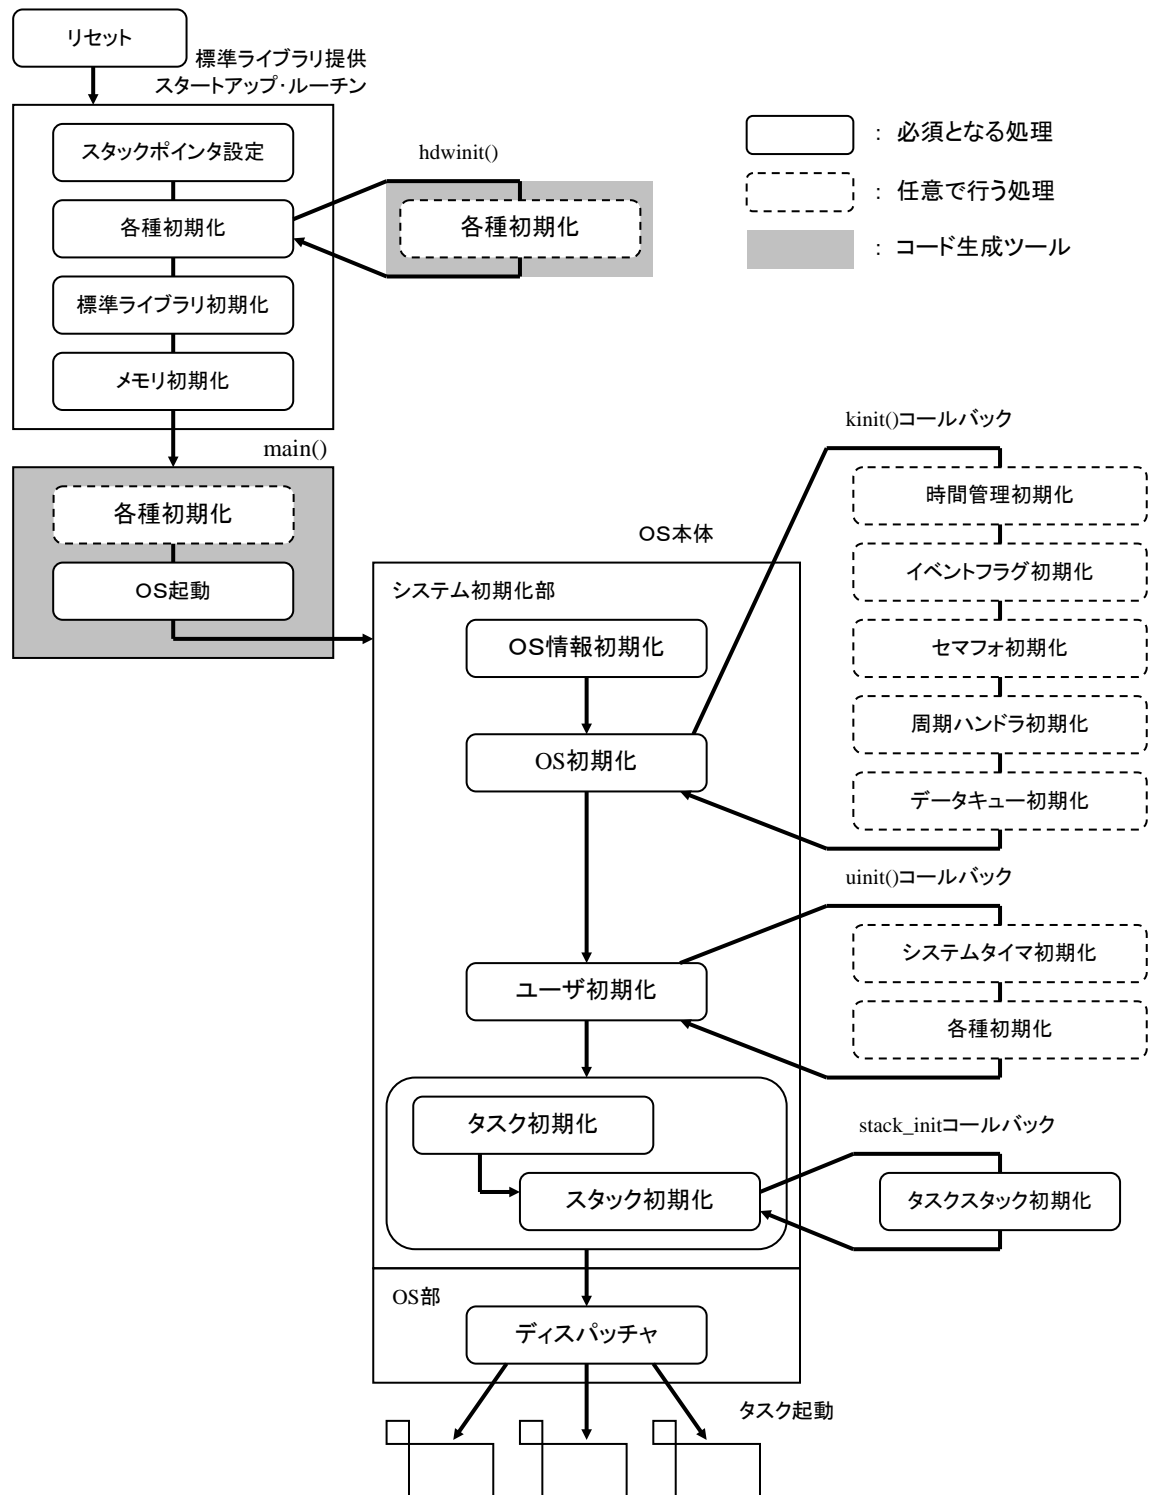 リセット
標準ライブラリ提供
スタートアップ・ルーチン
スタックポインタ設定
各種初期化
標準ライブラリ初期化
メモリ初期化
hdwinit()
各種初期化
： 必須となる処理
： 任意で行う処理
： コード生成ツール
main()
各種初期化
OS起動
OS本体
システム初期化部
OS情報初期化
OS初期化
kinit()コールバック
時間管理初期化
イベントフラグ初期化
セマフォ初期化
周期ハンドラ初期化
データキュー初期化
uinit()コールバック
システムタイマ初期化
各種初期化
ユーザ初期化
タスク初期化
スタック初期化
stack_initコールバック
タスクスタック初期化
OS部
ディスパッチャ
タスク起動